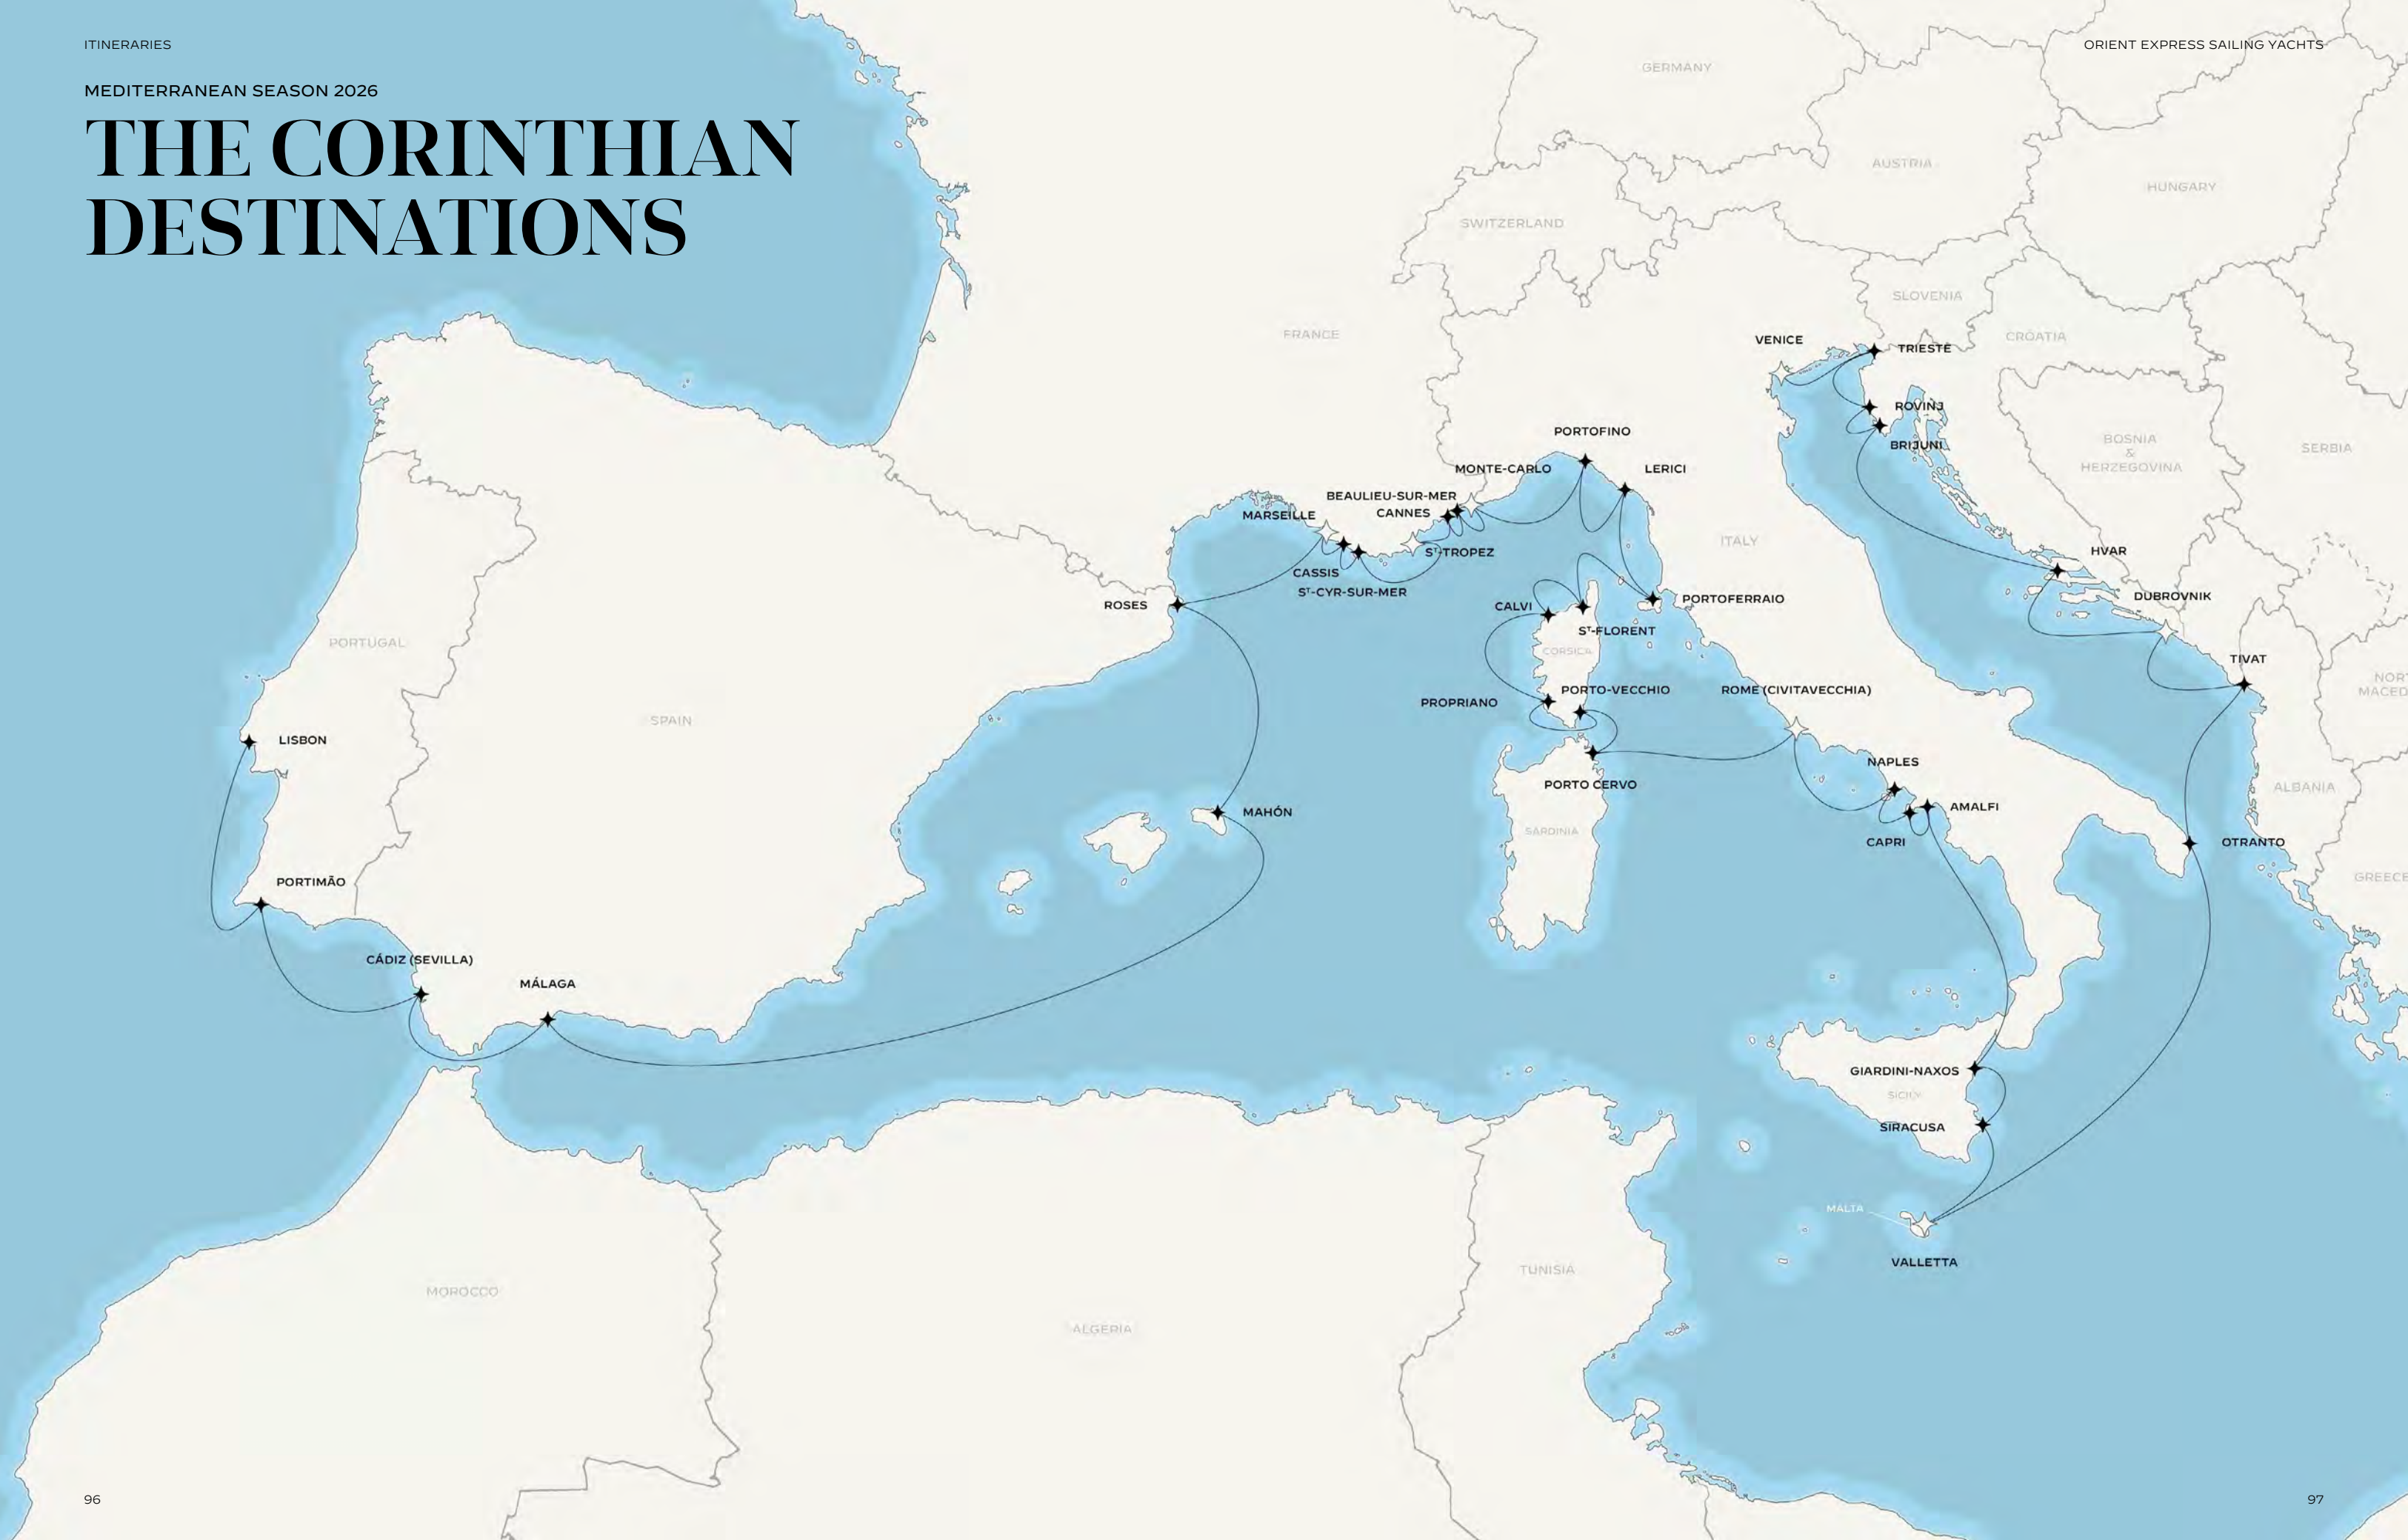 ITINERARIES
ORIENT EXPRESS SAILING YACHTS
MEDITERRANEAN SEASON 2026
THE CORINTHIAN
DESTINATIONS
GERMANY
AUSTRIA
HUNGARY
SWITZERLAND
SLOVENIA
FRANCE
CROATIA
VENICE
TRIESTE
ROVINJ
BRIJUNI
BOSNIA
&
HERZEGOVINA
SERBIA
PORTOFINO
MONTE-CARLO
LERICI
BEAULIEU-SUR-MER
CANNES
MARSEILLE
ST-TROPEZ
ITALY
HVAR
CASSIS
ST-CYR-SUR-MER
DUBROVNIK
ROSES
CALVI
PORTOFERRAIO
ST-FLORENT
PORTUGAL
CORSICA
TIVAT
NOR
MACED
PORTO-VECCHIO
ROME (CIVITAVECCHIA)
PROPRIANO
SPAIN
LISBON
NAPLES
PORTO CERVO
ALBANIA
MAHÓN
AMALFI
SARDINIA
CAPRI
OTRANTO
PORTIMÃO
GREECE
CÁDIZ (SEVILLA)
MÁLAGA
GIARDINI-NAXOS
SICILY
SIRACUSA
MALTA
VALLETTA
MOROCCO
TUNISIA
ALGERIA
96
97